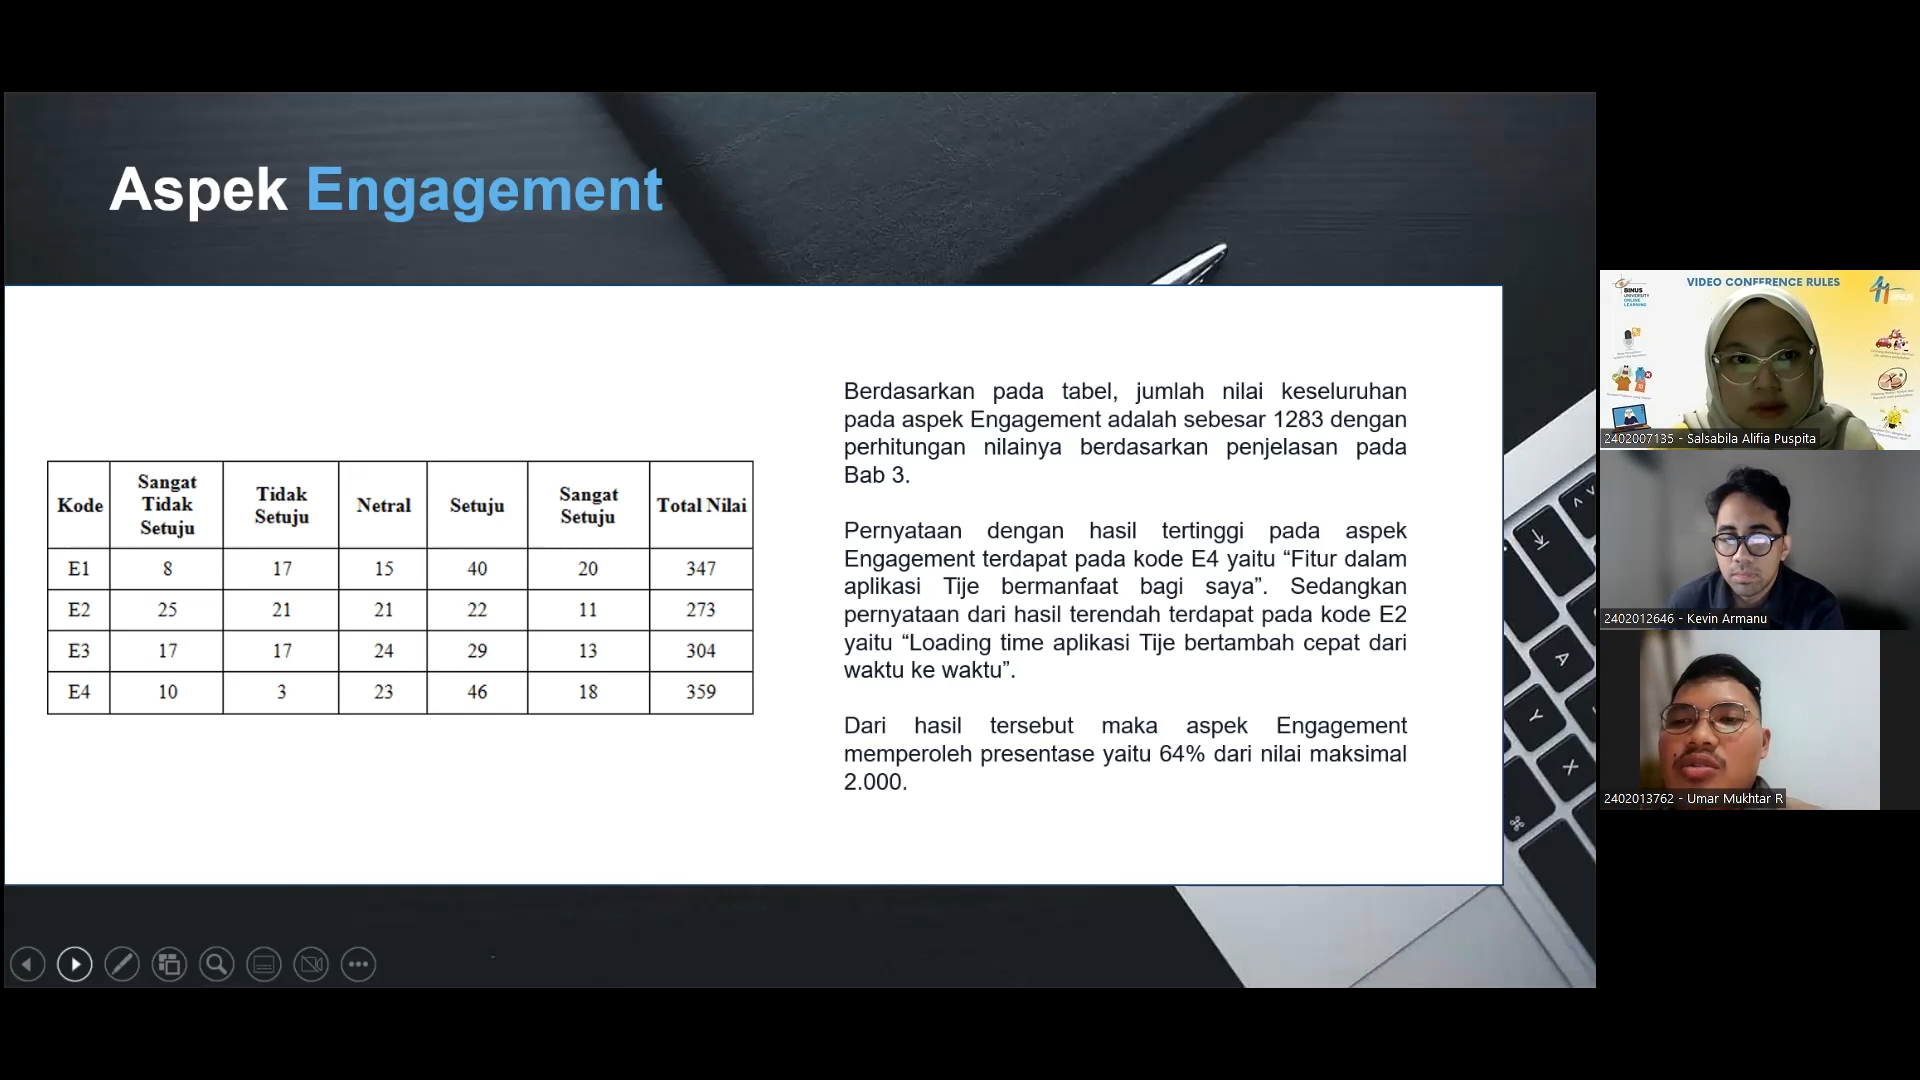 Aspek Engagement
Kode Sangat Tidak Setuju Tidak Setuju Netral Setuju Sangat Setuju Total Nilai
E1 8 17 15 40 20 347
E2 25 21 21 22 11 273
E3 17 17 24 29 13 304
E4 10 3 23 46 18 359
Berdasarkan pada tabel, jumlah nilai keseluruhan
pada aspek Engagement adalah sebesar 1283 dengan
perhitungan nilainya berdasarkan penjelasan pada
Bab 3.
Pernyataan dengan hasil tertinggi pada aspek
Engagement terdapat pada kode E4 yaitu “Fitur dalam
aplikasi Tije bermanfaat bagi saya”. Sedangkan
pernyataan dari hasil terendah terdapat pada kode E2
yaitu “Loading time aplikasi Tije bertambah cepat dari
waktu ke waktu”.
Dari hasil tersebut maka aspek Engagement
memperoleh presentase yaitu 64% dari nilai maksimal
2.000.
VIDEO CONFERENCE RULES
BINUS
UNIVERSITY
ONLINE
LEARNING
2402007135 - Salsabila Alifia Puspita
2402012646 - Kevin Armanu
2402013762 - Umar Mukhtar R
A
Y
X